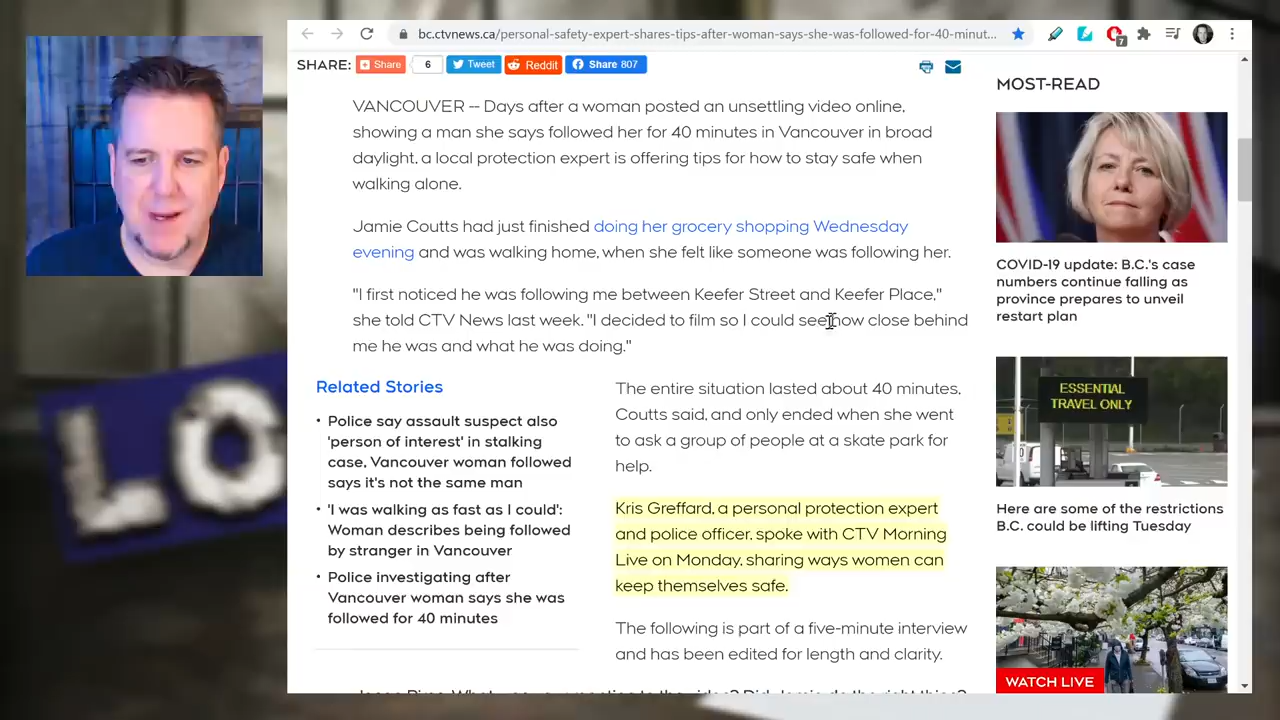 bc.ctvnews.ca/personal-safety-expert-shares-tips-after-woman-says-she-was-followed-for-40-minut...
7
SHARE:
Share
6
Tweet
Reddit
Share 807
VANCOUVER -- Days after a woman posted an unsettling video online,
showing a man she says followed her for 40 minutes in Vancouver in broad
daylight, a local protection expert is offering tips for how to stay safe when
walking alone.
Jamie Coutts had just finished doing her grocery shopping Wednesday
evening and was walking home, when she felt like someone was following her.
"I first noticed he was following me between Keefer Street and Keefer Place,"
she told CTV News last week. "I decided to film so I could see how close behind
me he was and what he was doing."
Related Stories
• Police say assault suspect also
'person of interest' in stalking
case, Vancouver woman followed
says it's not the same man
• 'I was walking as fast as I could':
Woman describes being followed
by stranger in Vancouver
• Police investigating after
Vancouver woman says she was
followed for 40 minutes
The entire situation lasted about 40 minutes,
Coutts said, and only ended when she went
to ask a group of people at a skate park for
help.
Kris Greffard, a personal protection expert
and police officer, spoke with CTV Morning
Live on Monday, sharing ways women can
keep themselves safe.
The following is part of a five-minute interview
and has been edited for length and clarity.
MOST-READ
COVID-19 update: B.C.'s case
numbers continue falling as
province prepares to unveil
restart plan
ESSENTIAL
TRAVEL ONLY
Here are some of the restrictions
B.C. could be lifting Tuesday
WATCH LIVE
LO